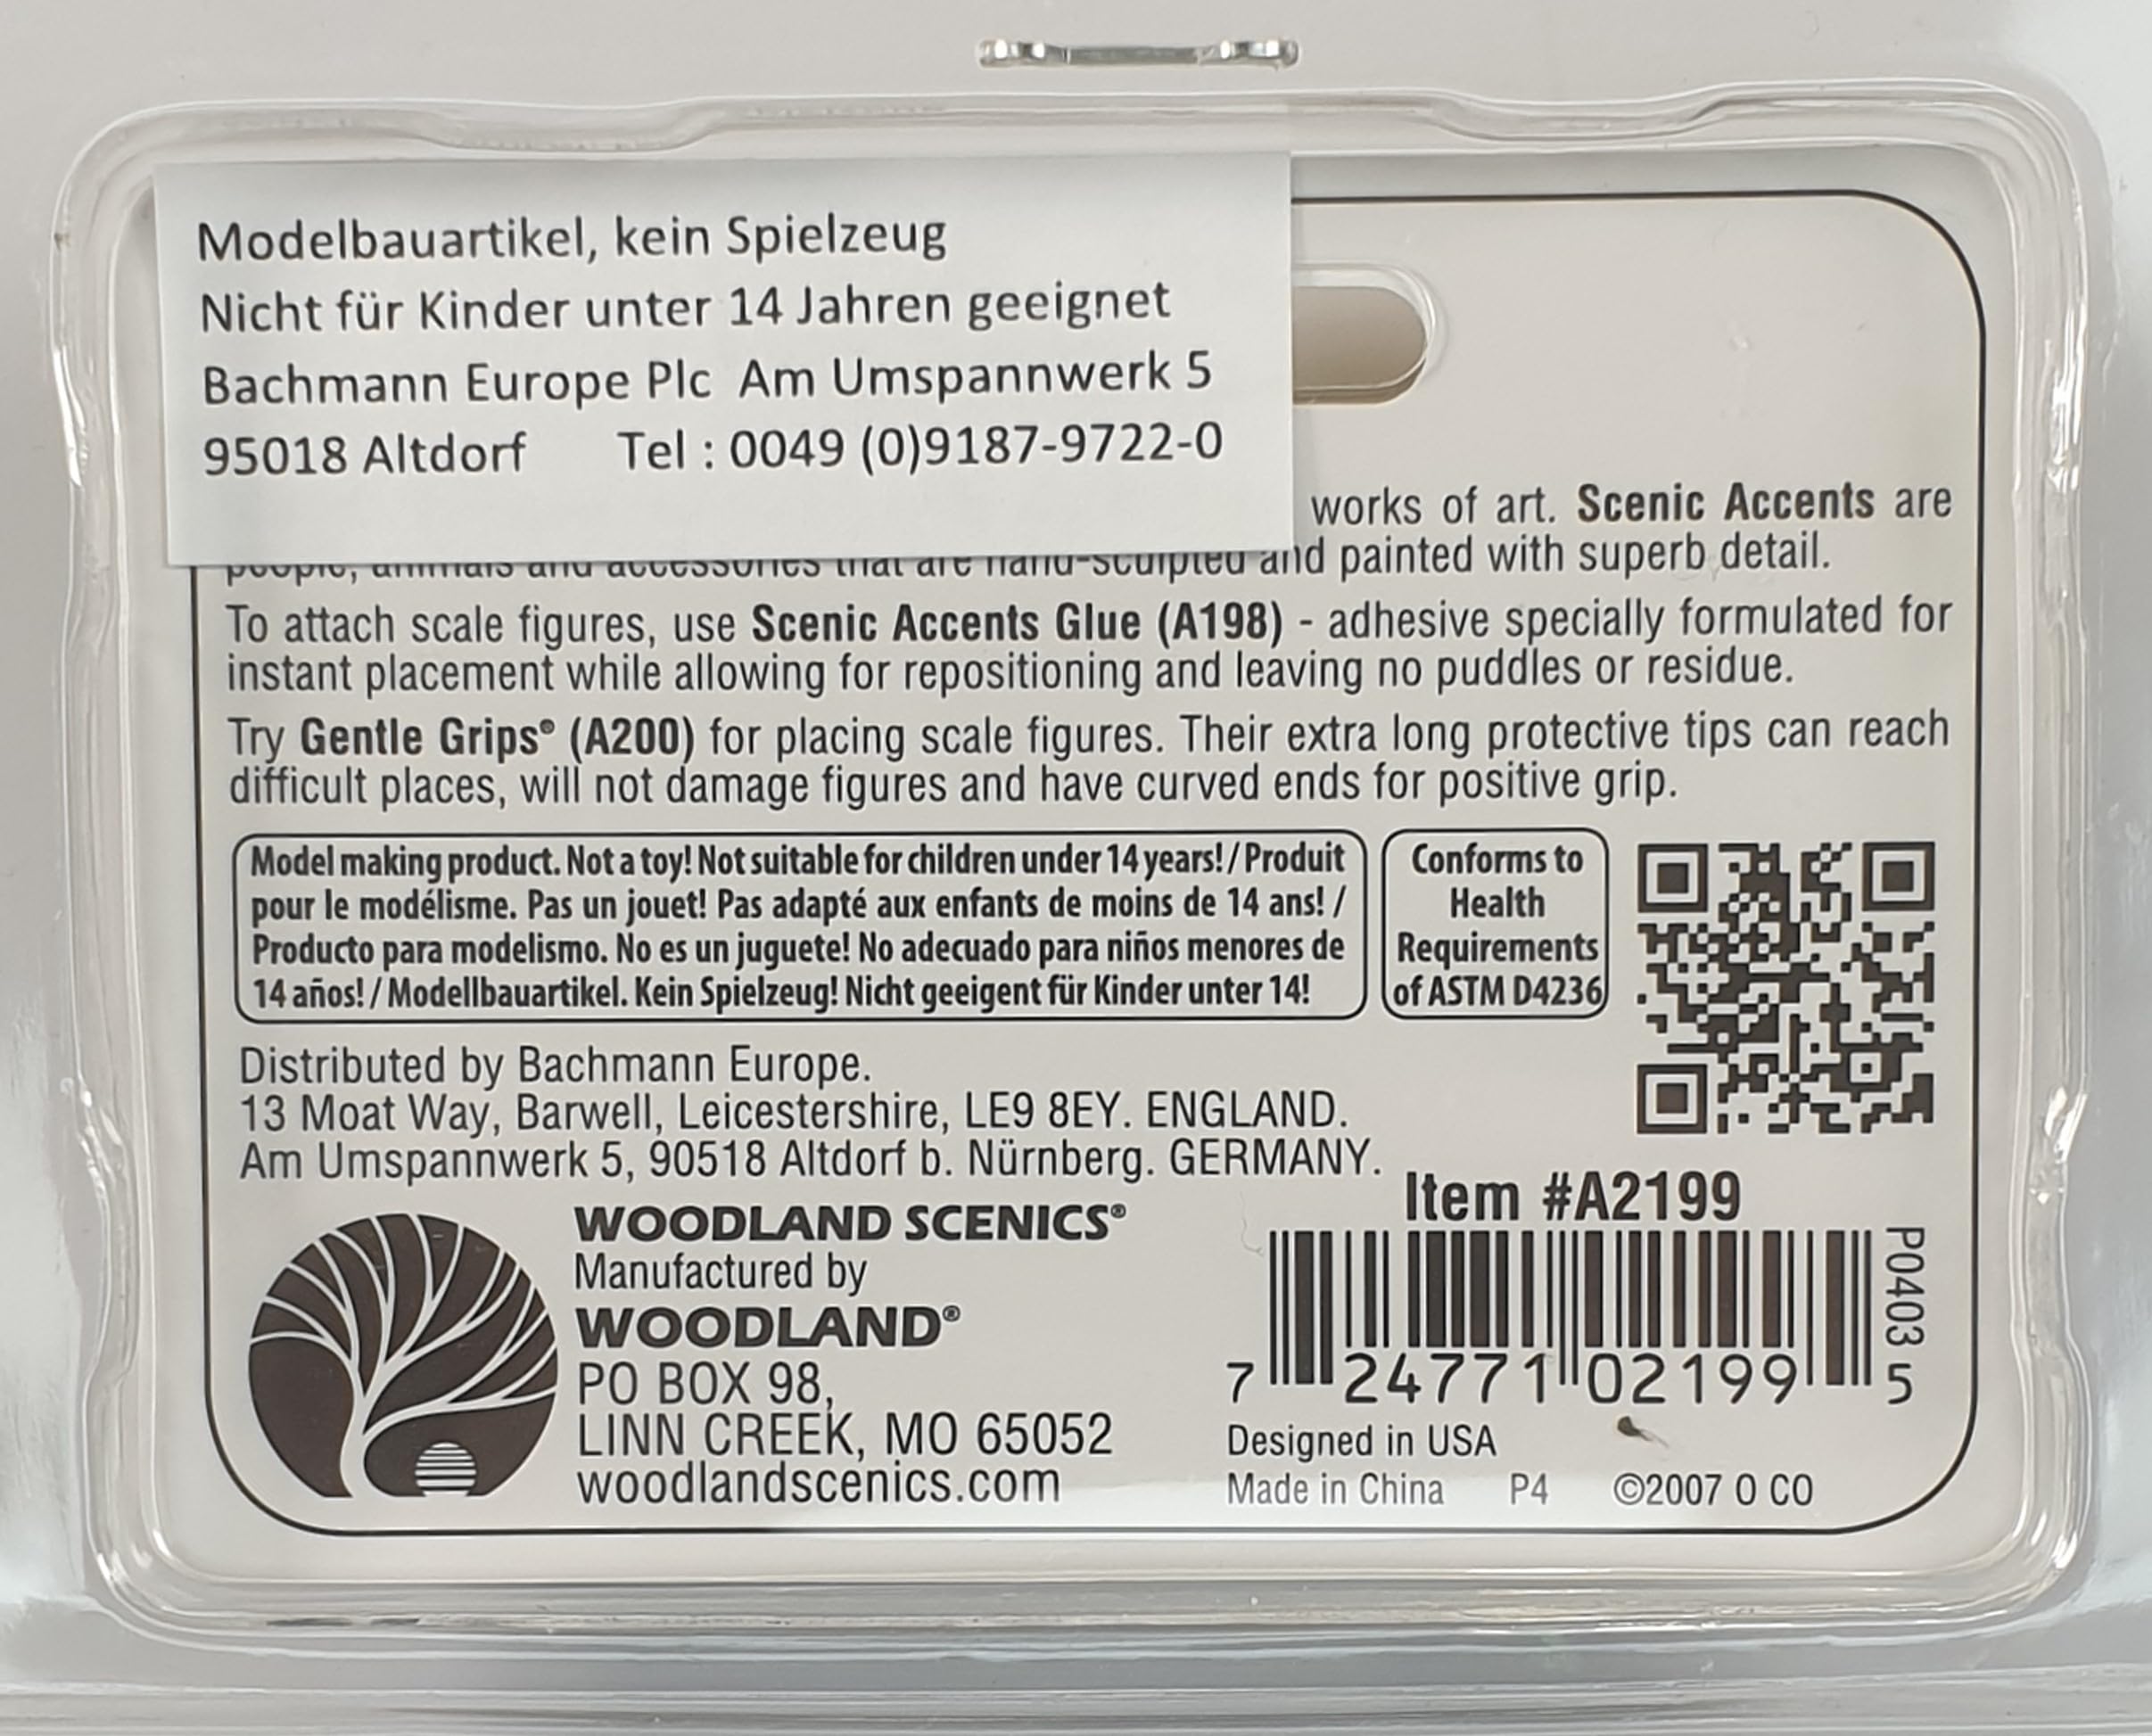 Modelbauartikel, kein Spielzeug
Nicht für Kinder unter 14 Jahren geeignet
Bachmann Europe Plc Am Umspannwerk 5
95018 Altdorf Tel : 0049 (0)9187-9722-0
works of art. Scenic Accents are
people, animals and accessories that are hand-sculpted and painted with superb detail.
To attach scale figures, use Scenic Accents Glue (A198) - adhesive specially formulated for
instant placement while allowing for repositioning and leaving no puddles or residue.
Try Gentle Grips® (A200) for placing scale figures. Their extra long protective tips can reach
difficult places, will not damage figures and have curved ends for positive grip.
Model making product. Not a toy! Not suitable for children under 14 years! / Produit
pour le modélisme. Pas un jouet! Pas adapté aux enfants de moins de 14 ans! /
Producto para modelismo. No es un juguete! No adecuado para niños menores de
14 años! / Modellbauartikel. Kein Spielzeug! Nicht geeigent für Kinder unter 14!
Conforms to
Health
Requirements
of ASTM D4236
Distributed by Bachmann Europe.
13 Moat Way, Barwell, Leicestershire, LE9 8EY. ENGLAND.
Am Umspannwerk 5, 90518 Altdorf b. Nürnberg. GERMANY.
WOODLAND SCENICS®
Manufactured by
WOODLAND®
PO BOX 98,
LINN CREEK, MO 65052
woodlandscenics.com
Item #A2199
P0403
7 24771 02199 5
Designed in USA
Made in China P4 ©2007 O CO